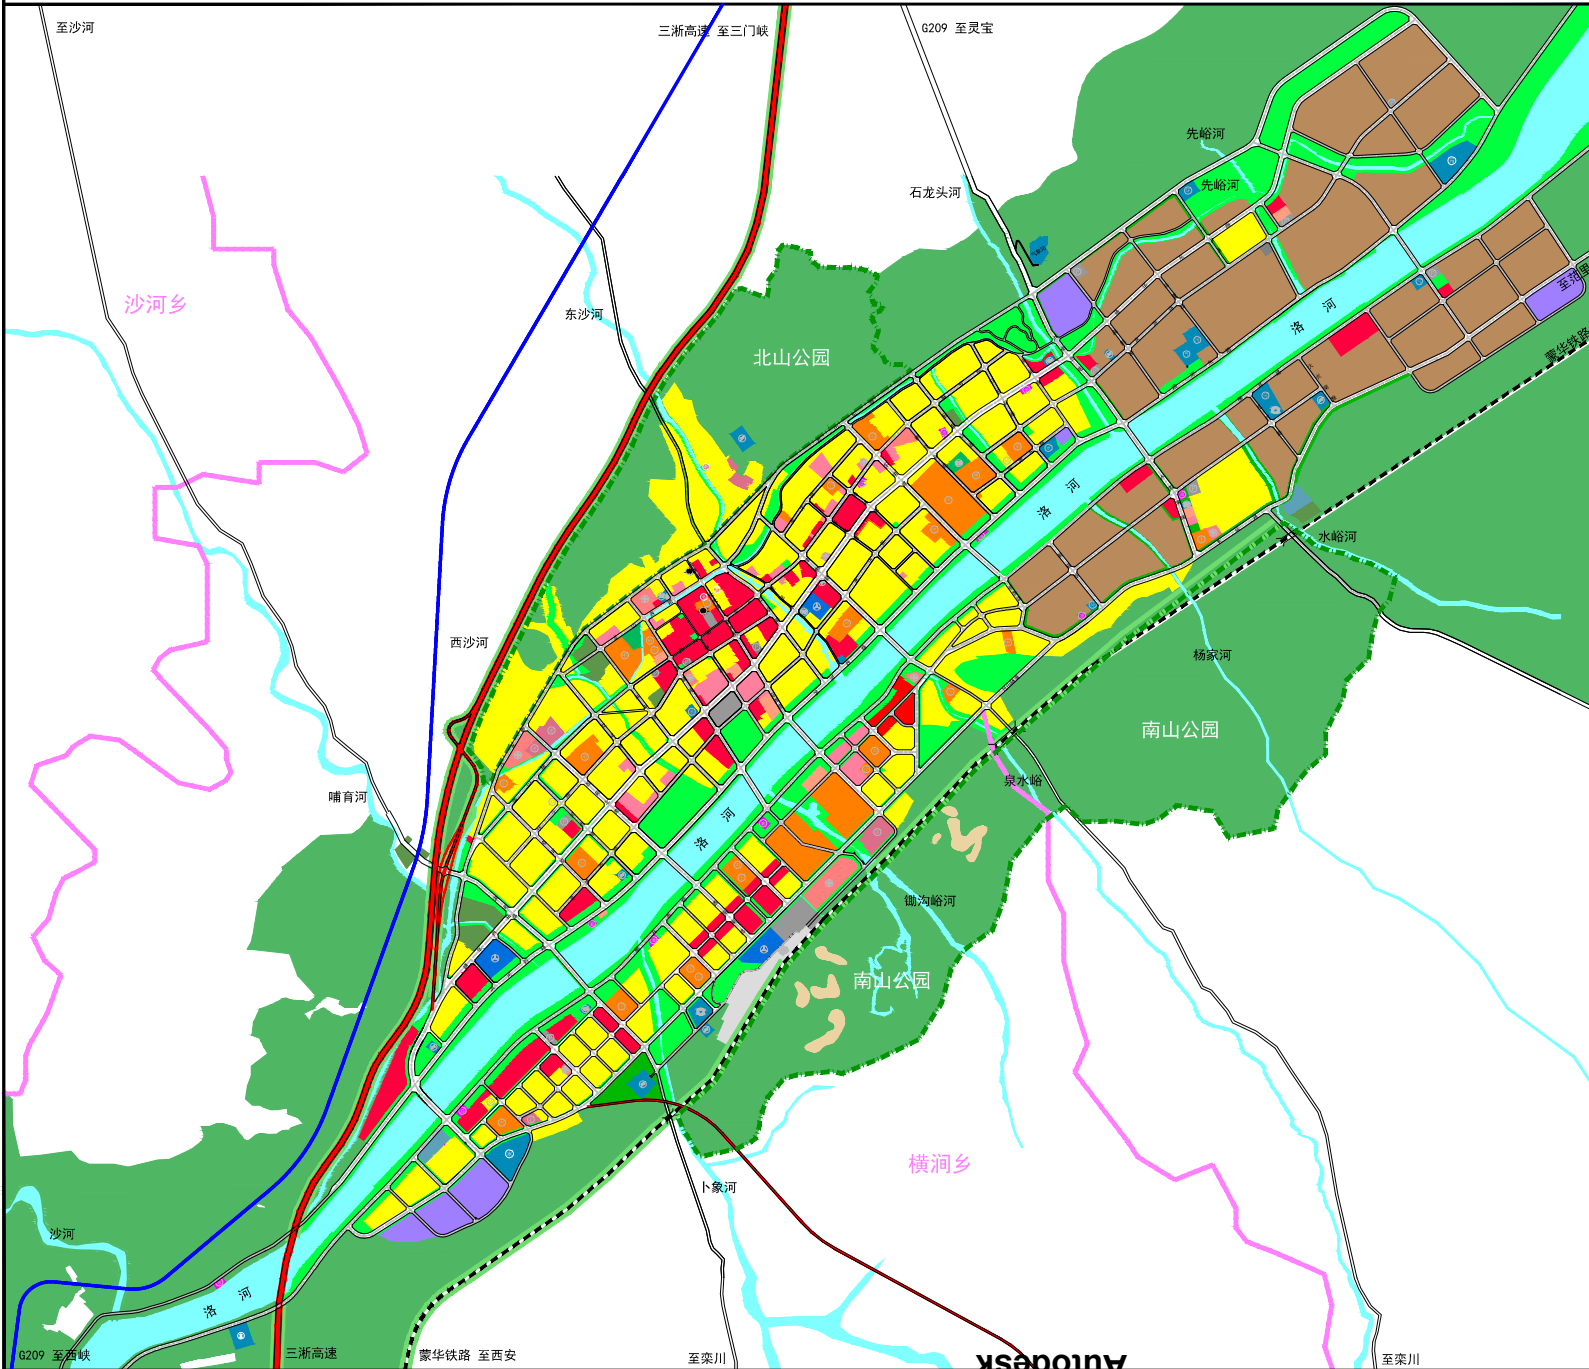 至沙河
三淅高速 至三门峡
G209 至灵宝
先峪河
先峪河
石龙头河
沙河乡
东沙河
北山公园
洛河
至范里
蒙华铁路
洛河
水峪河
西沙河
杨家河
南山公园
泉水峪
哺育河
洛河
锄沟峪河
南山公园
横涧乡
卜象河
沙河
洛河
G209 至西峡
三淅高速
蒙华铁路 至西安
至栾川
至栾川
Autodesk